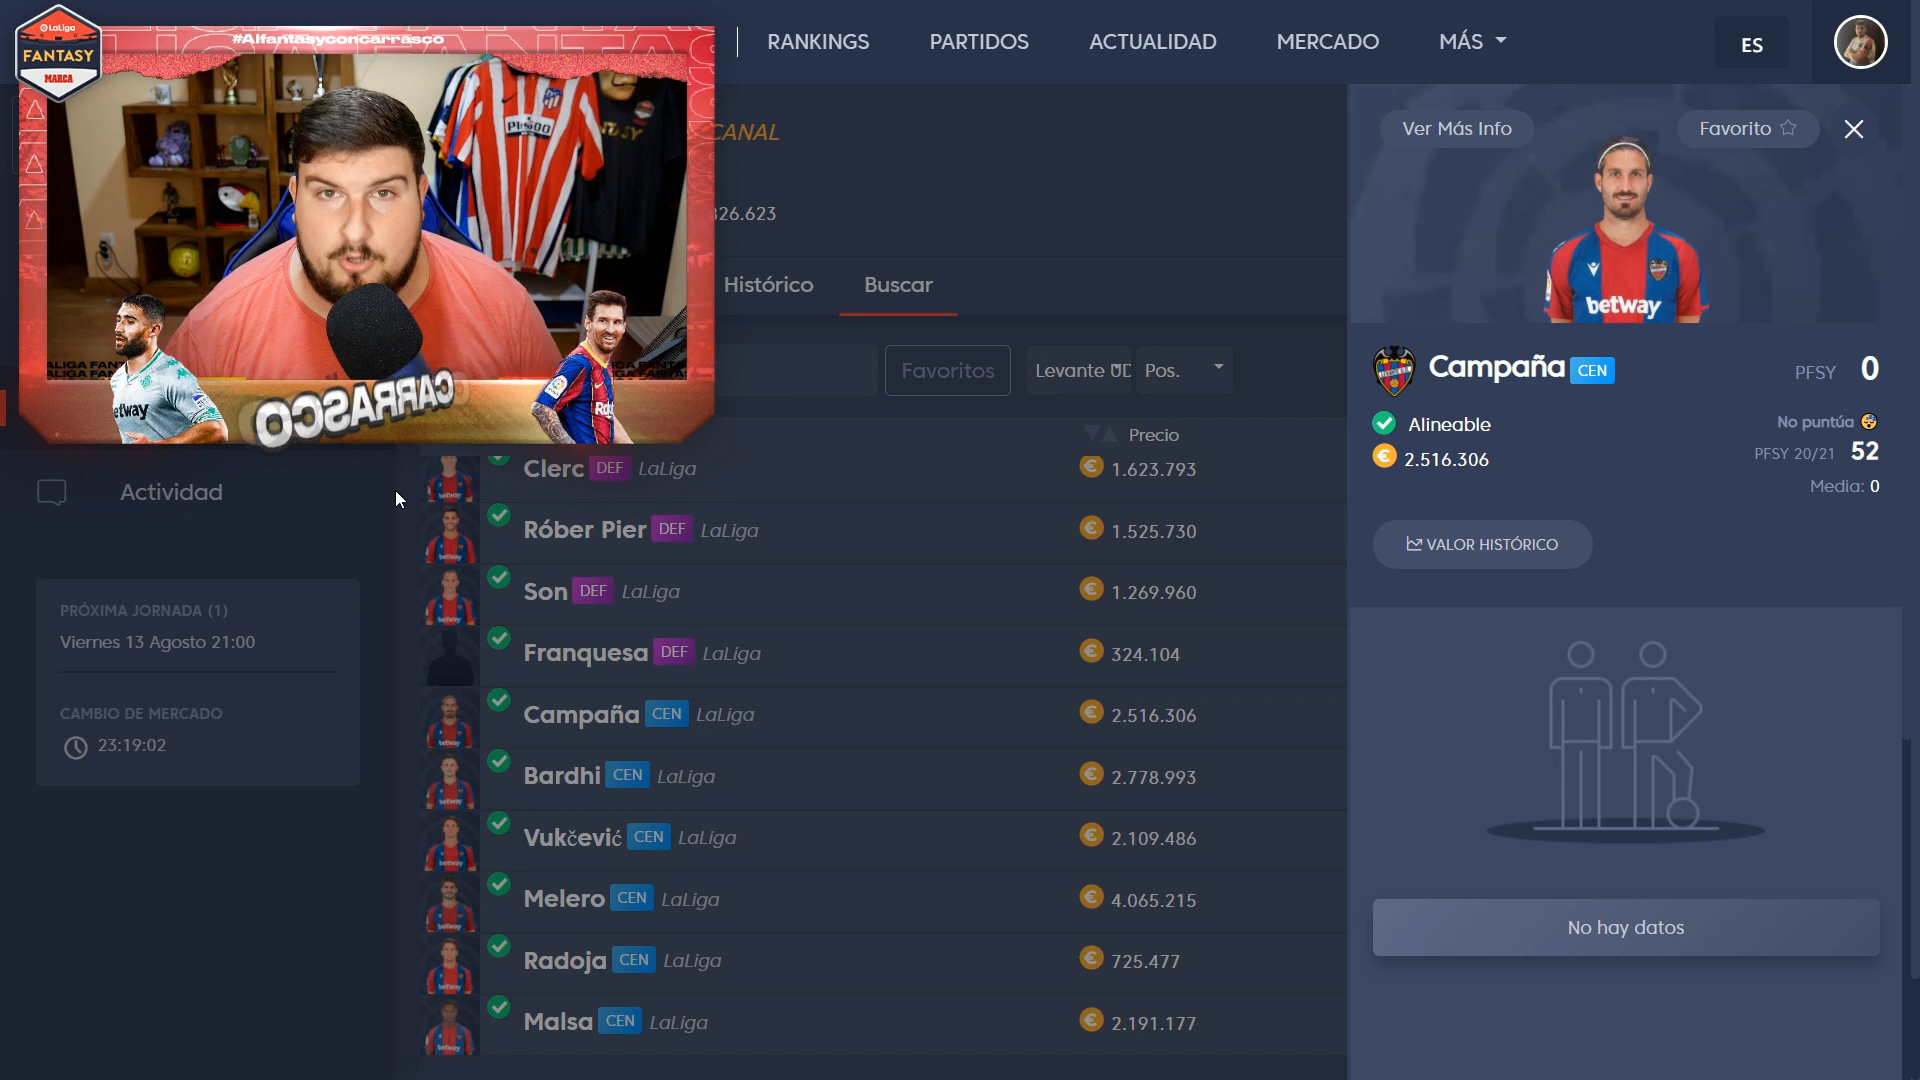 LaLiga
FANTASY
MARCA
#Alfantasyconcarrasco
RANKINGS
PARTIDOS
ACTUALIDAD
MERCADO
MÁS
ES
CANAL
326.623
Histórico
Buscar
Favoritos
Levante UD
Pos.
Precio
CARRASCO
Plus500
betway
Actividad
PRÓXIMA JORNADA (1)
Viernes 13 Agosto 21:00
CAMBIO DE MERCADO
23:19:02
Clerc DEF LaLiga 1.623.793
Róber Pier DEF LaLiga 1.525.730
Son DEF LaLiga 1.269.960
Franquesa DEF LaLiga 324.104
Campaña CEN LaLiga 2.516.306
Bardhi CEN LaLiga 2.778.993
Vukčević CEN LaLiga 2.109.486
Melero CEN LaLiga 4.065.215
Radoja CEN LaLiga 725.477
Malsa CEN LaLiga 2.191.177
Ver Más Info
Favorito
betway
Campaña CEN
PFSY 0
Alineable
No puntúa
2.516.306
PFSY 20/21 52
Media: 0
VALOR HISTÓRICO
No hay datos